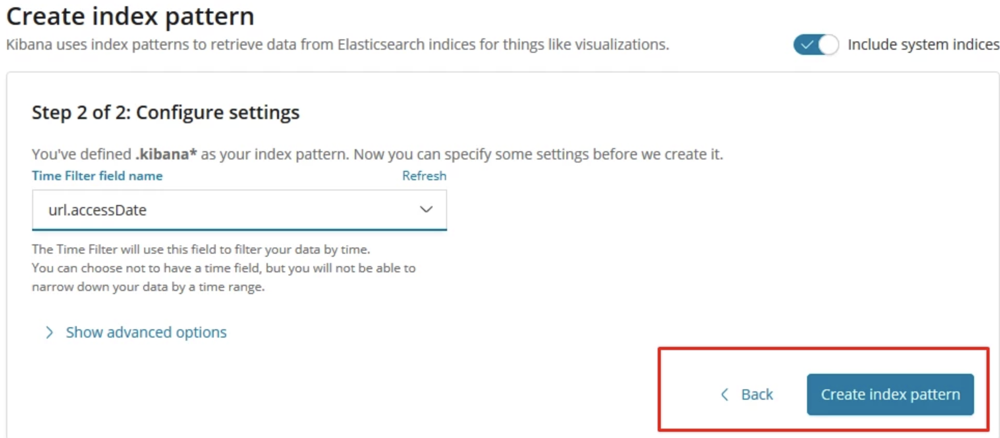 Create index pattern
Kibana uses index patterns to retrieve data from Elasticsearch indices for things like visualizations.
Include system indices
Step 2 of 2: Configure settings
You've defined .kibana* as your index pattern. Now you can specify some settings before we create it.
Time Filter field name
Refresh
url.accessDate
The Time Filter will use this field to filter your data by time.
You can choose not to have a time field, but you will not be able to
narrow down your data by a time range.
Show advanced options
Back
Create index pattern